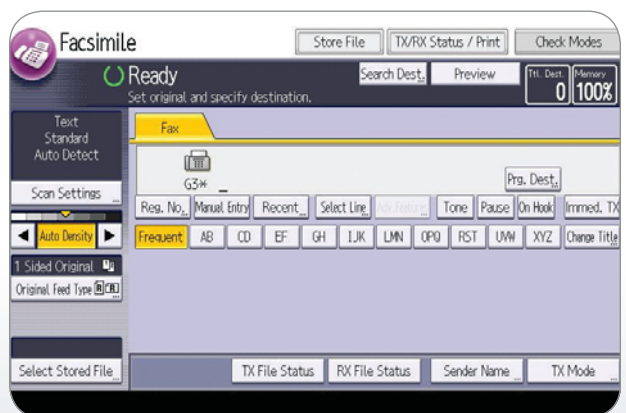 Facsimile
Store File
TX/RX Status / Print
Check Modes
Ready
Set original and specify destination.
Search Dest.
Preview
Ttl. Dest.
0
Memory
100%
Text
Standard
Auto Detect
Scan Settings
Auto Density
1 Sided Original
Original Feed Type
Select Stored File
Fax
G3* _
Prg. Dest.
Reg. No. Manual Entry Recent Select Line Adv. Features Tone Pause On Hook Immed. TX
Frequent AB CD EF GH IJK LMN OPQ RST UVW XYZ Change Title
TX File Status RX File Status Sender Name TX Mode